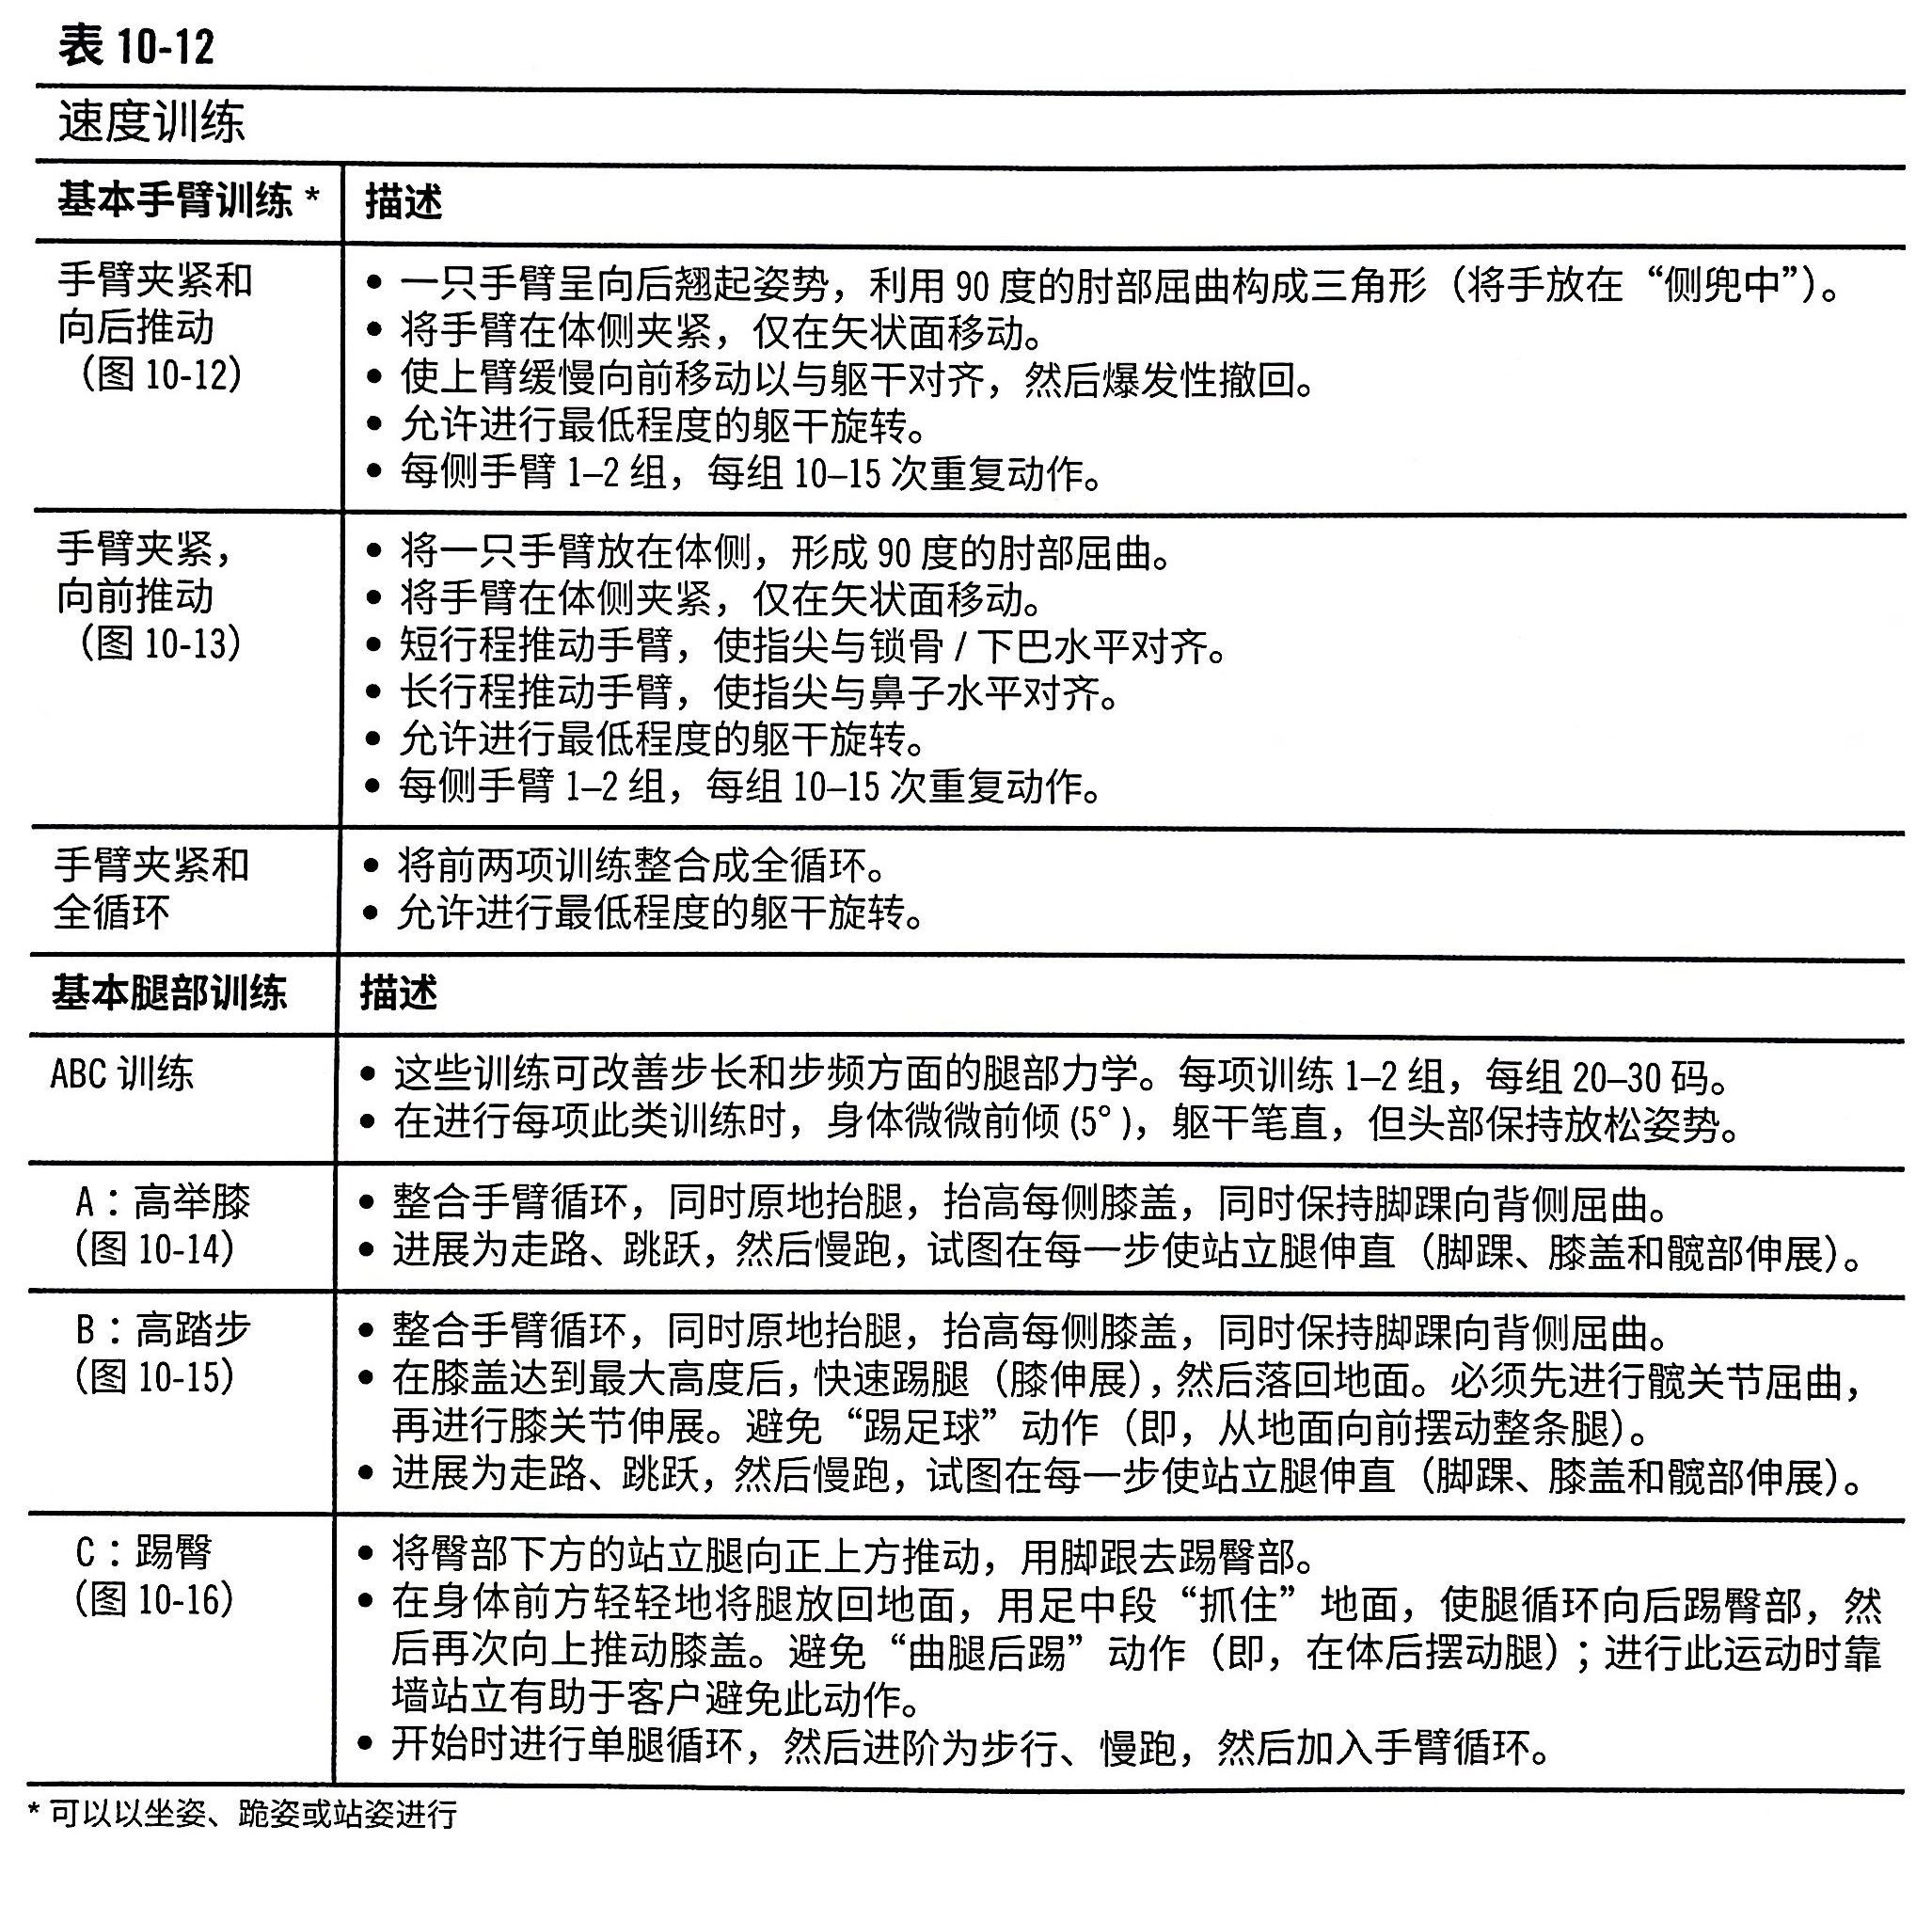 表 10-12
速度训练
基本手臂训练 *
描述
手臂夹紧和
向后推动
（图 10-12）
• 一只手臂呈向后翘起姿势，利用 90 度的肘部屈曲构成三角形（将手放在“侧兜中”）。
• 将手臂在体侧夹紧，仅在矢状面移动。
• 使上臂缓慢向前移动以与躯干对齐，然后爆发性撤回。
• 允许进行最低程度的躯干旋转。
• 每侧手臂 1–2 组，每组 10–15 次重复动作。
手臂夹紧，
向前推动
（图 10-13）
• 将一只手臂放在体侧，形成 90 度的肘部屈曲。
• 将手臂在体侧夹紧，仅在矢状面移动。
• 短行程推动手臂，使指尖与锁骨 / 下巴水平对齐。
• 长行程推动手臂，使指尖与鼻子水平对齐。
• 允许进行最低程度的躯干旋转。
• 每侧手臂 1–2 组，每组 10–15 次重复动作。
手臂夹紧和
全循环
• 将前两项训练整合成全循环。
• 允许进行最低程度的躯干旋转。
基本腿部训练
描述
ABC 训练
• 这些训练可改善步长和步频方面的腿部力学。每项训练 1–2 组，每组 20–30 码。
• 在进行每项此类训练时，身体微微前倾 (5° )，躯干笔直，但头部保持放松姿势。
A：高举膝
（图 10-14）
• 整合手臂循环，同时原地抬腿，抬高每侧膝盖，同时保持脚踝向背侧屈曲。
• 进展为走路、跳跃，然后慢跑，试图在每一步使站立腿伸直（脚踝、膝盖和髋部伸展）。
B：高踏步
（图 10-15）
• 整合手臂循环，同时原地抬腿，抬高每侧膝盖，同时保持脚踝向背侧屈曲。
• 在膝盖达到最大高度后，快速踢腿（膝伸展），然后落回地面。必须先进行髋关节屈曲，
再进行膝关节伸展。避免“踢足球”动作（即，从地面向前摆动整条腿）。
• 进展为走路、跳跃，然后慢跑，试图在每一步使站立腿伸直（脚踝、膝盖和髋部伸展）。
C：踢臀
（图 10-16）
• 将臀部下方的站立腿向正上方推动，用脚跟去踢臀部。
• 在身体前方轻轻地将腿放回地面，用足中段“抓住”地面，使腿循环向后踢臀部，然
后再次向上推动膝盖。避免“曲腿后踢”动作（即，在体后摆动腿）；进行此运动时靠
墙站立有助于客户避免此动作。
• 开始时进行单腿循环，然后进阶为步行、慢跑，然后加入手臂循环。
* 可以以坐姿、跪姿或站姿进行